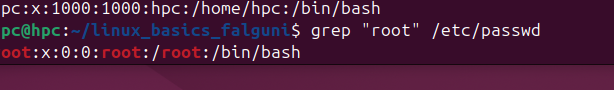 pc:x:1000:1000:hpc:/home/hpc:/bin/bash
pc@hpc:~/linux_basics_falguni$ grep "root" /etc/passwd
oot:x:0:0:root:/root:/bin/bash